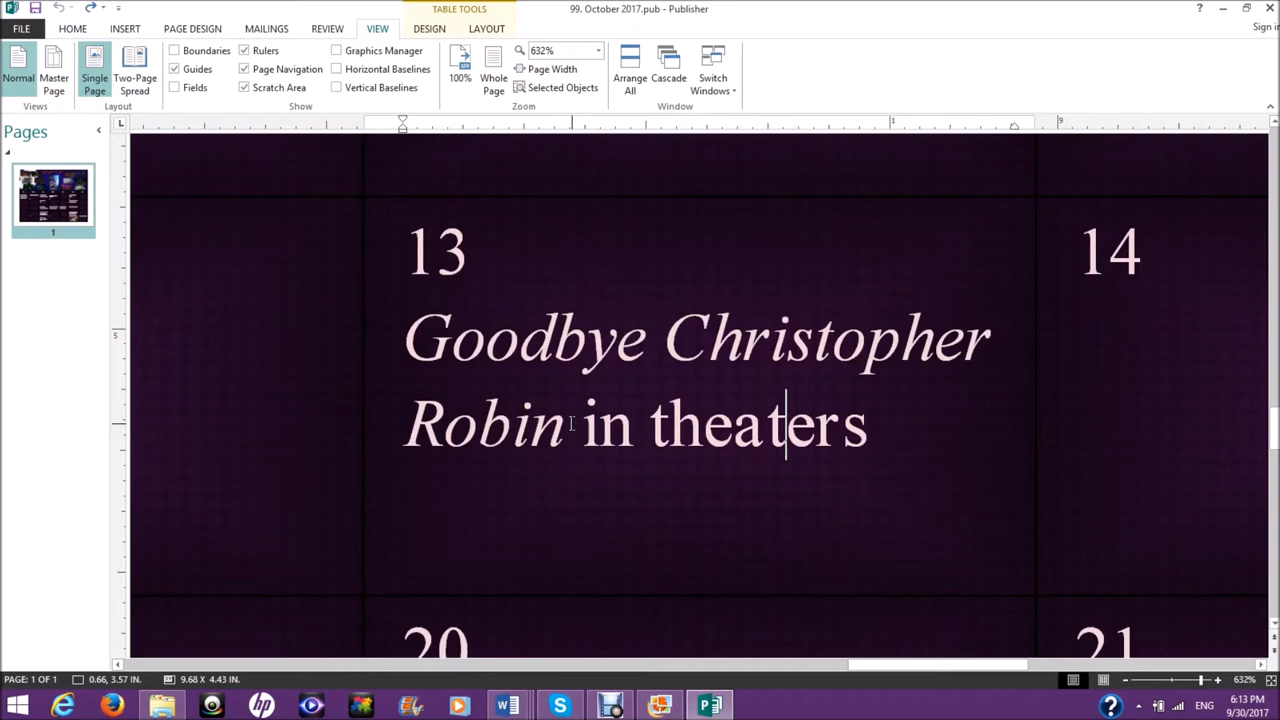 TABLE TOOLS
99. October 2017.pub - Publisher
FILE HOME INSERT PAGE DESIGN MAILINGS REVIEW VIEW DESIGN LAYOUT
Sign in
Normal
Master Page
Views
Single Page
Two-Page Spread
Layout
Boundaries
Guides
Fields
Rulers
Page Navigation
Scratch Area
Graphics Manager
Horizontal Baselines
Vertical Baselines
Show
100%
Whole Page
632%
Page Width
Selected Objects
Zoom
Arrange All
Cascade
Switch Windows
Window
Pages
1
L
1
9
5
13
14
Goodbye Christopher
Robin in theaters
20
21
PAGE: 1 OF 1
0.66, 3.57 IN.
9.68 X 4.43 IN.
632%
ENG
6:13 PM
9/30/2017